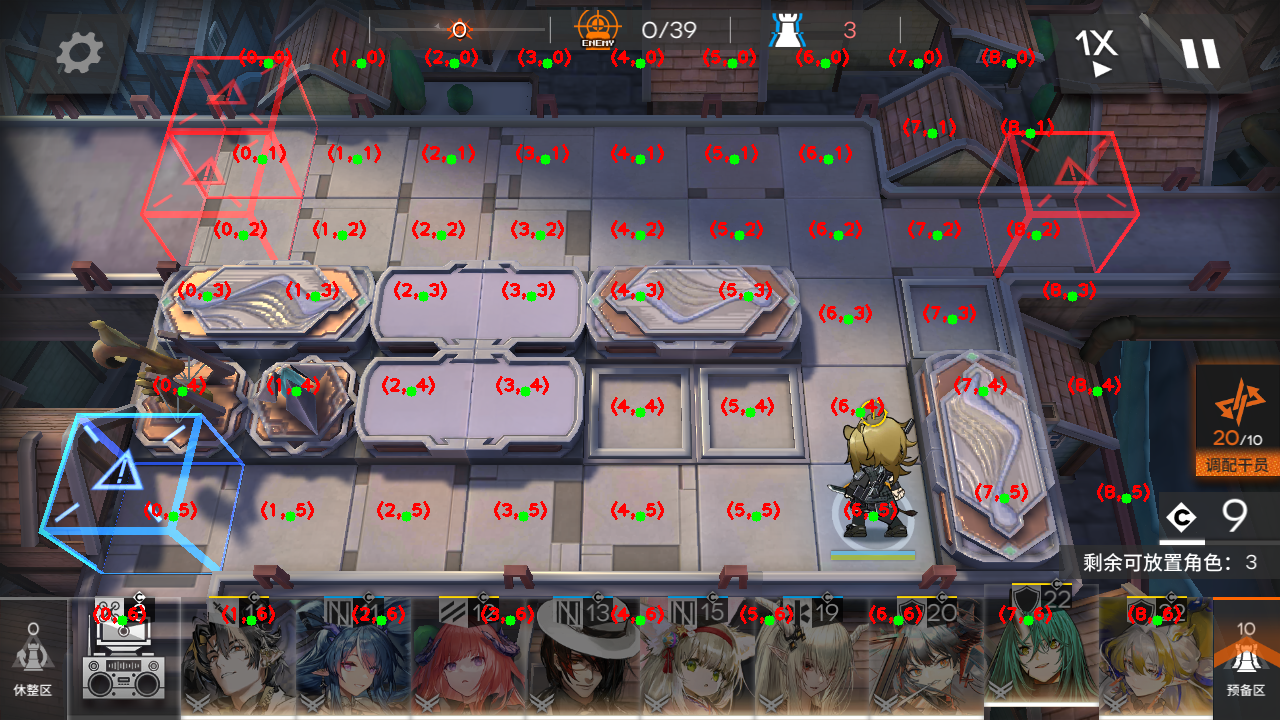 0/39
ENEMY
3
1X
(0, 0) (1, 0) (2, 0) (3, 0) (4, 0) (5, 0) (6, 0) (7, 0) (8, 0)
(0, 1) (1, 1) (2, 1) (3, 1) (4, 1) (5, 1) (6, 1) (7, 1) (8, 1)
(0, 2) (1, 2) (2, 2) (3, 2) (4, 2) (5, 2) (6, 2) (7, 2) (8, 2)
(0, 3) (1, 3) (2, 3) (3, 3) (4, 3) (5, 3) (6, 3) (7, 3) (8, 3)
(0, 4) (1, 4) (2, 4) (3, 4) (4, 4) (5, 4) (6, 4) (7, 4) (8, 4)
20/10
调配干员
(0, 5) (1, 5) (2, 5) (3, 5) (4, 5) (5, 5) (6, 5) (7, 5) (8, 5)
C 9
剩余可放置角色：3
(0, 6) (1, 6) (2, 6) (3, 6) (4, 6) (5, 6) (6, 6) (7, 6) (8, 6)
13 15 19 20 22
0
休整区
10
预备区